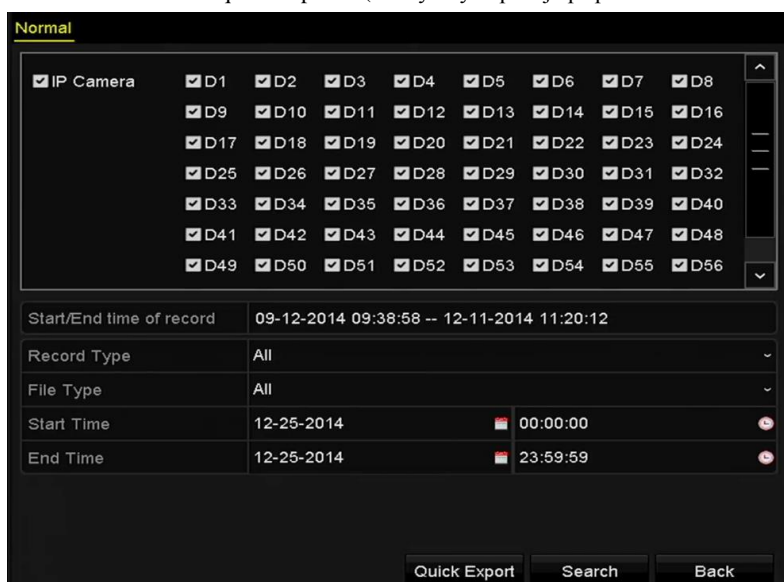 Normal
IP Camera D1 D2 D3 D4 D5 D6 D7 D8
D9 D10 D11 D12 D13 D14 D15 D16
D17 D18 D19 D20 D21 D22 D23 D24
D25 D26 D27 D28 D29 D30 D31 D32
D33 D34 D35 D36 D37 D38 D39 D40
D41 D42 D43 D44 D45 D46 D47 D48
D49 D50 D51 D52 D53 D54 D55 D56
Start/End time of record 09-12-2014 09:38:58 -- 12-11-2014 11:20:12
Record Type All
File Type All
Start Time 12-25-2014 00:00:00
End Time 12-25-2014 23:59:59
Quick Export Search Back